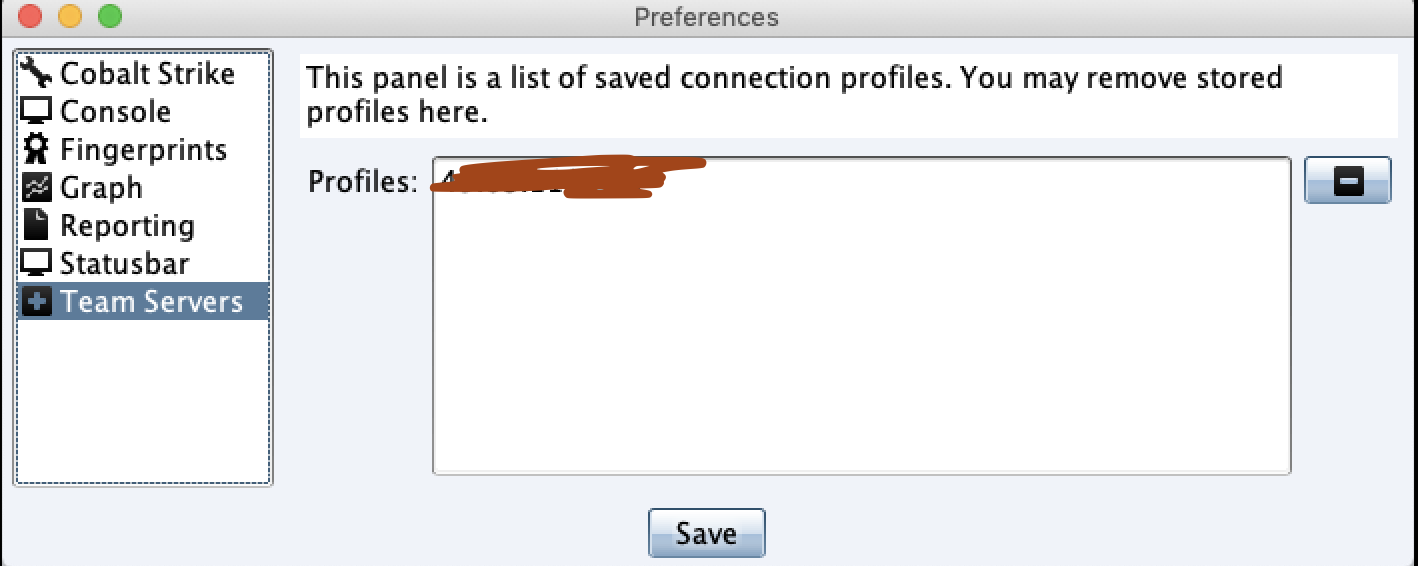 Preferences
Cobalt Strike
Console
Fingerprints
Graph
Reporting
Statusbar
Team Servers
This panel is a list of saved connection profiles. You may remove stored
profiles here.
Profiles:
Save